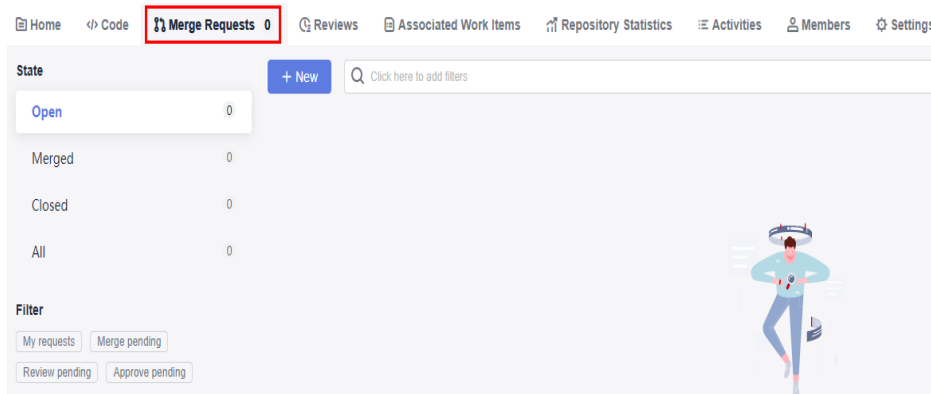 Home </> Code Merge Requests 0 Reviews Associated Work Items Repository Statistics Activities Members Settings
State
+ New Click here to add filters
Open 0
Merged 0
Closed 0
All 0
Filter
My requests Merge pending
Review pending Approve pending